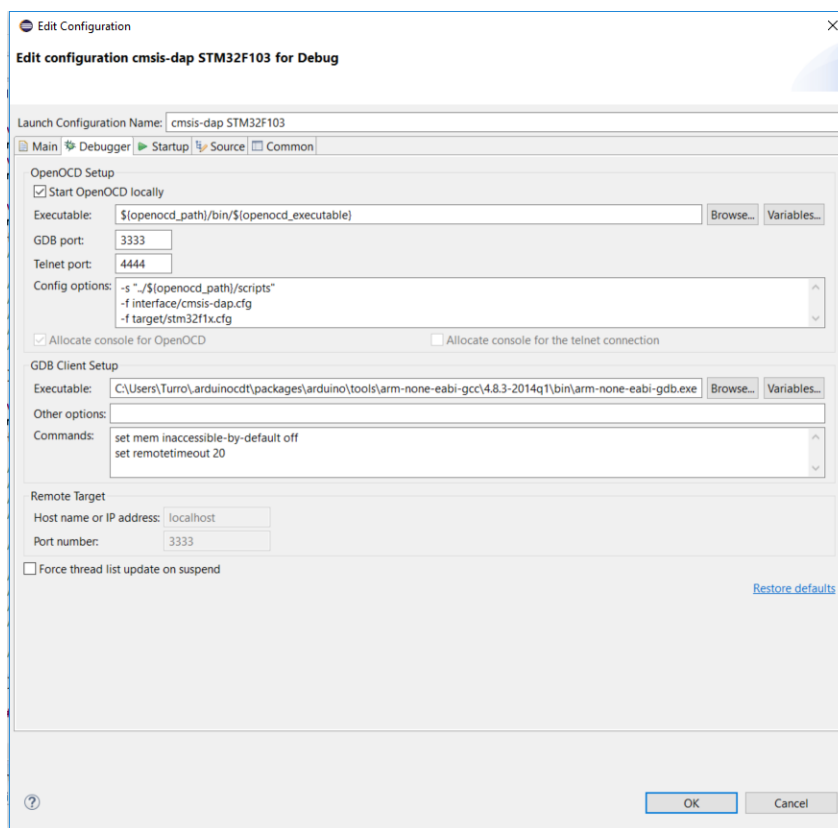 Edit Configuration
Edit configuration cmsis-dap STM32F103 for Debug
Launch Configuration Name: cmsis-dap STM32F103
Main Debugger Startup Source Common
OpenOCD Setup
Start OpenOCD locally
Executable: ${openocd_path}/bin/${openocd_executable} Browse... Variables...
GDB port: 3333
Telnet port: 4444
Config options: -s "../${openocd_path}/scripts"
-f interface/cmsis-dap.cfg
-f target/stm32f1x.cfg
Allocate console for OpenOCD Allocate console for the telnet connection
GDB Client Setup
Executable: C:\Users\Turro\.arduinocdt\packages\arduino\tools\arm-none-eabi-gcc\4.8.3-2014q1\bin\arm-none-eabi-gdb.exe Browse... Variables...
Other options:
Commands: set mem inaccessible-by-default off
set remotetimeout 20
Remote Target
Host name or IP address: localhost
Port number: 3333
Force thread list update on suspend
Restore defaults
? OK Cancel